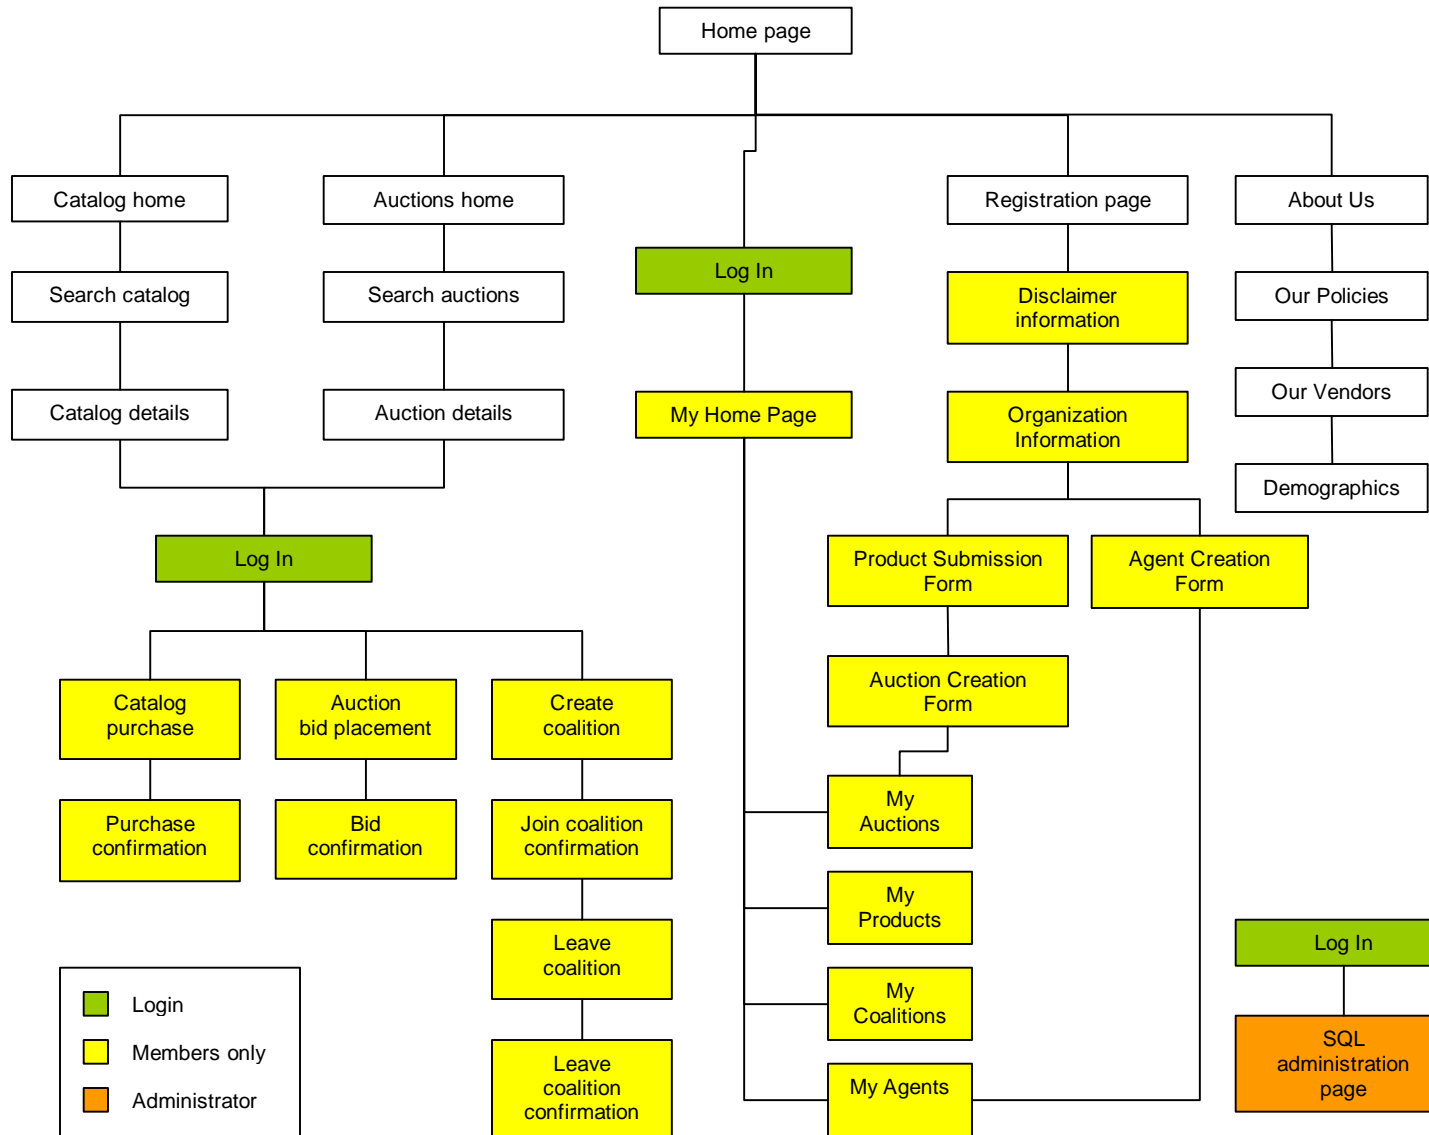 Home page
Catalog home
Auctions home
Registration page
About Us
Log In
Search catalog
Search auctions
Disclaimer
information
Our Policies
Catalog details
Auction details
My Home Page
Organization
Information
Our Vendors
Demographics
Log In
Product Submission
Form
Agent Creation
Form
Catalog
purchase
Auction
bid placement
Create
coalition
Auction Creation
Form
Purchase
confirmation
Bid
confirmation
Join coalition
confirmation
My
Auctions
My
Products
Leave
coalition
Log In
My
Coalitions
Login
Members only
Administrator
Leave
coalition
confirmation
My Agents
SQL
administration
page